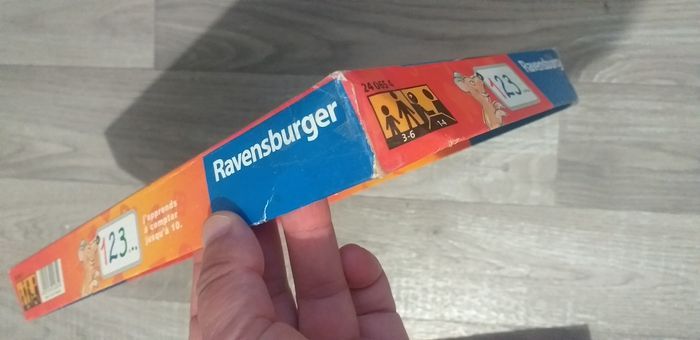 Ravensburger
24 065 4
3-6
1-4
123...
Ravensburger
j'apprends
à compter
jusqu'à 10.
123...